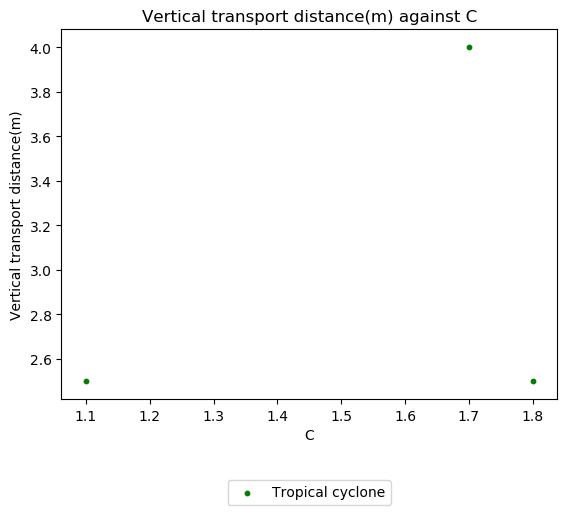 Vertical transport distance(m) against C
Vertical transport distance(m)
4.0
3.8
3.6
3.4
3.2
3.0
2.8
2.6
1.1 1.2 1.3 1.4 1.5 1.6 1.7 1.8
C
Tropical cyclone